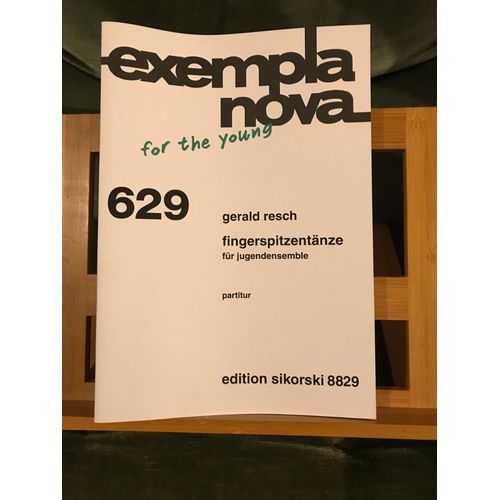 exempla
nova
for the young
629
gerald resch
fingerspitzentänze
für jugendensemble
partitur
edition sikorski 8829